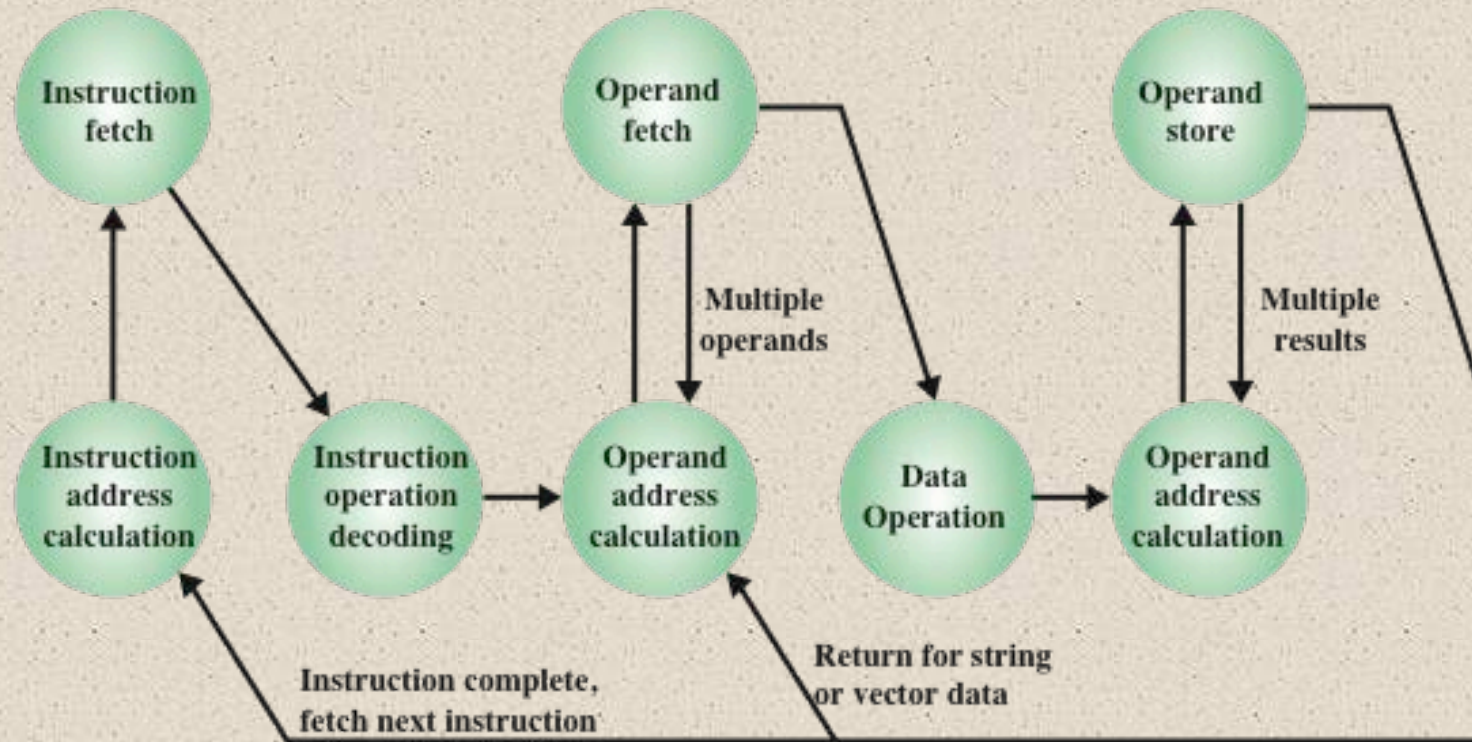 Instruction
fetch
Operand
fetch
Operand
store
Multiple
operands
Multiple
results
Instruction
address
calculation
Instruction
operation
decoding
Operand
address
calculation
Data
Operation
Operand
address
calculation
Instruction complete,
fetch next instruction
Return for string
or vector data